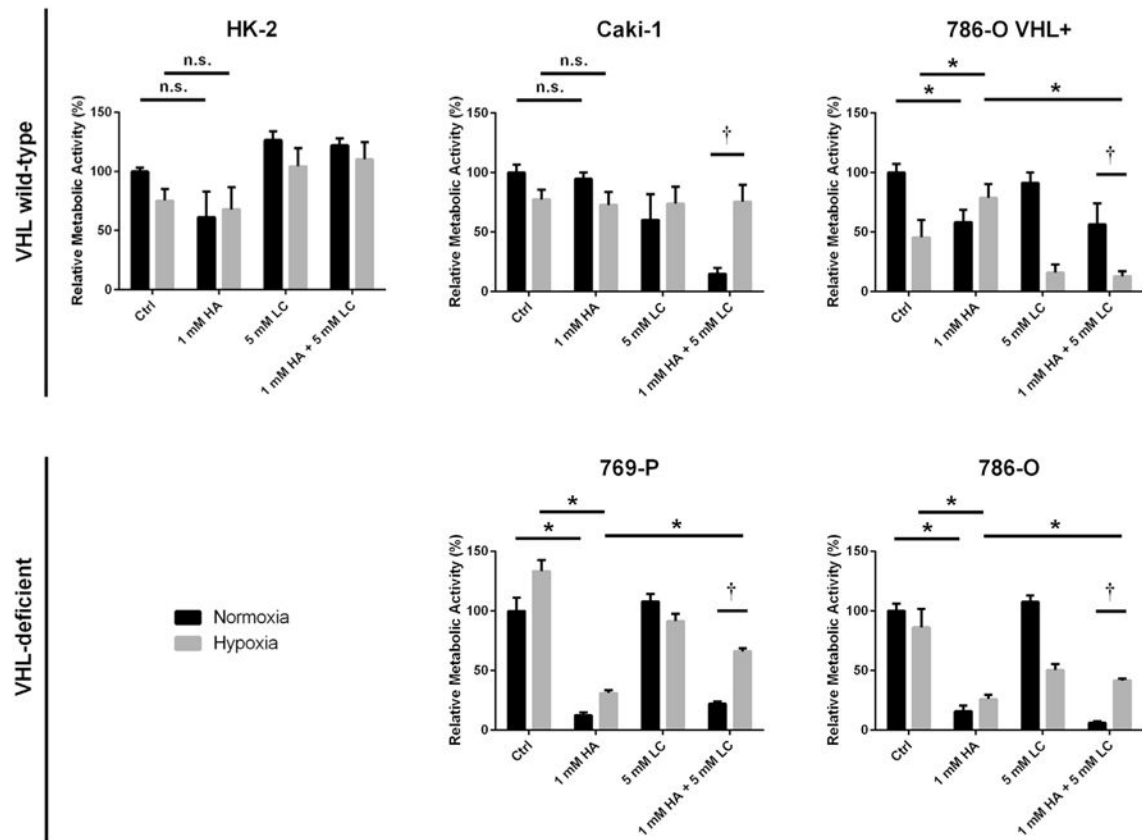 VHL wild-type
HK-2
n.s.
n.s.
Relative Metabolic Activity (%)
150
100
50
0
Ctrl
1 mM HA
5 mM LC
1 mM HA + 5 mM LC
Caki-1
n.s.
n.s.
†
Relative Metabolic Activity (%)
150
100
50
0
Ctrl
1 mM HA
5 mM LC
1 mM HA + 5 mM LC
786-O VHL+
*
*
*
†
Relative Metabolic Activity (%)
150
100
50
0
Ctrl
1 mM HA
5 mM LC
1 mM HA + 5 mM LC
VHL-deficient
Normoxia
Hypoxia
769-P
*
*
*
†
Relative Metabolic Activity (%)
150
100
50
0
Ctrl
1 mM HA
5 mM LC
1 mM HA + 5 mM LC
786-O
*
*
*
†
Relative Metabolic Activity (%)
150
100
50
0
Ctrl
1 mM HA
5 mM LC
1 mM HA + 5 mM LC